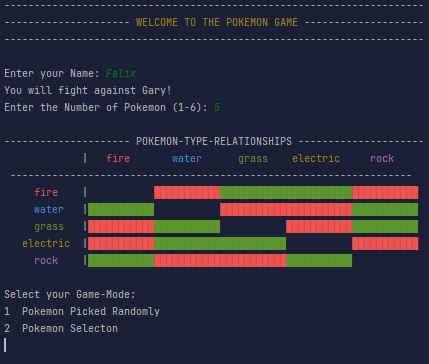 WELCOME TO THE POKEMON GAME
Enter your Name: Felix
You will fight against Gary!
Enter the Number of Pokemon (1-6): 5
POKEMON-TYPE-RELATIONSHIPS
| fire water grass electric rock
fire |
water |
grass |
electric |
rock |
Select your Game-Mode:
1 Pokemon Picked Randomly
2 Pokemon Selecton